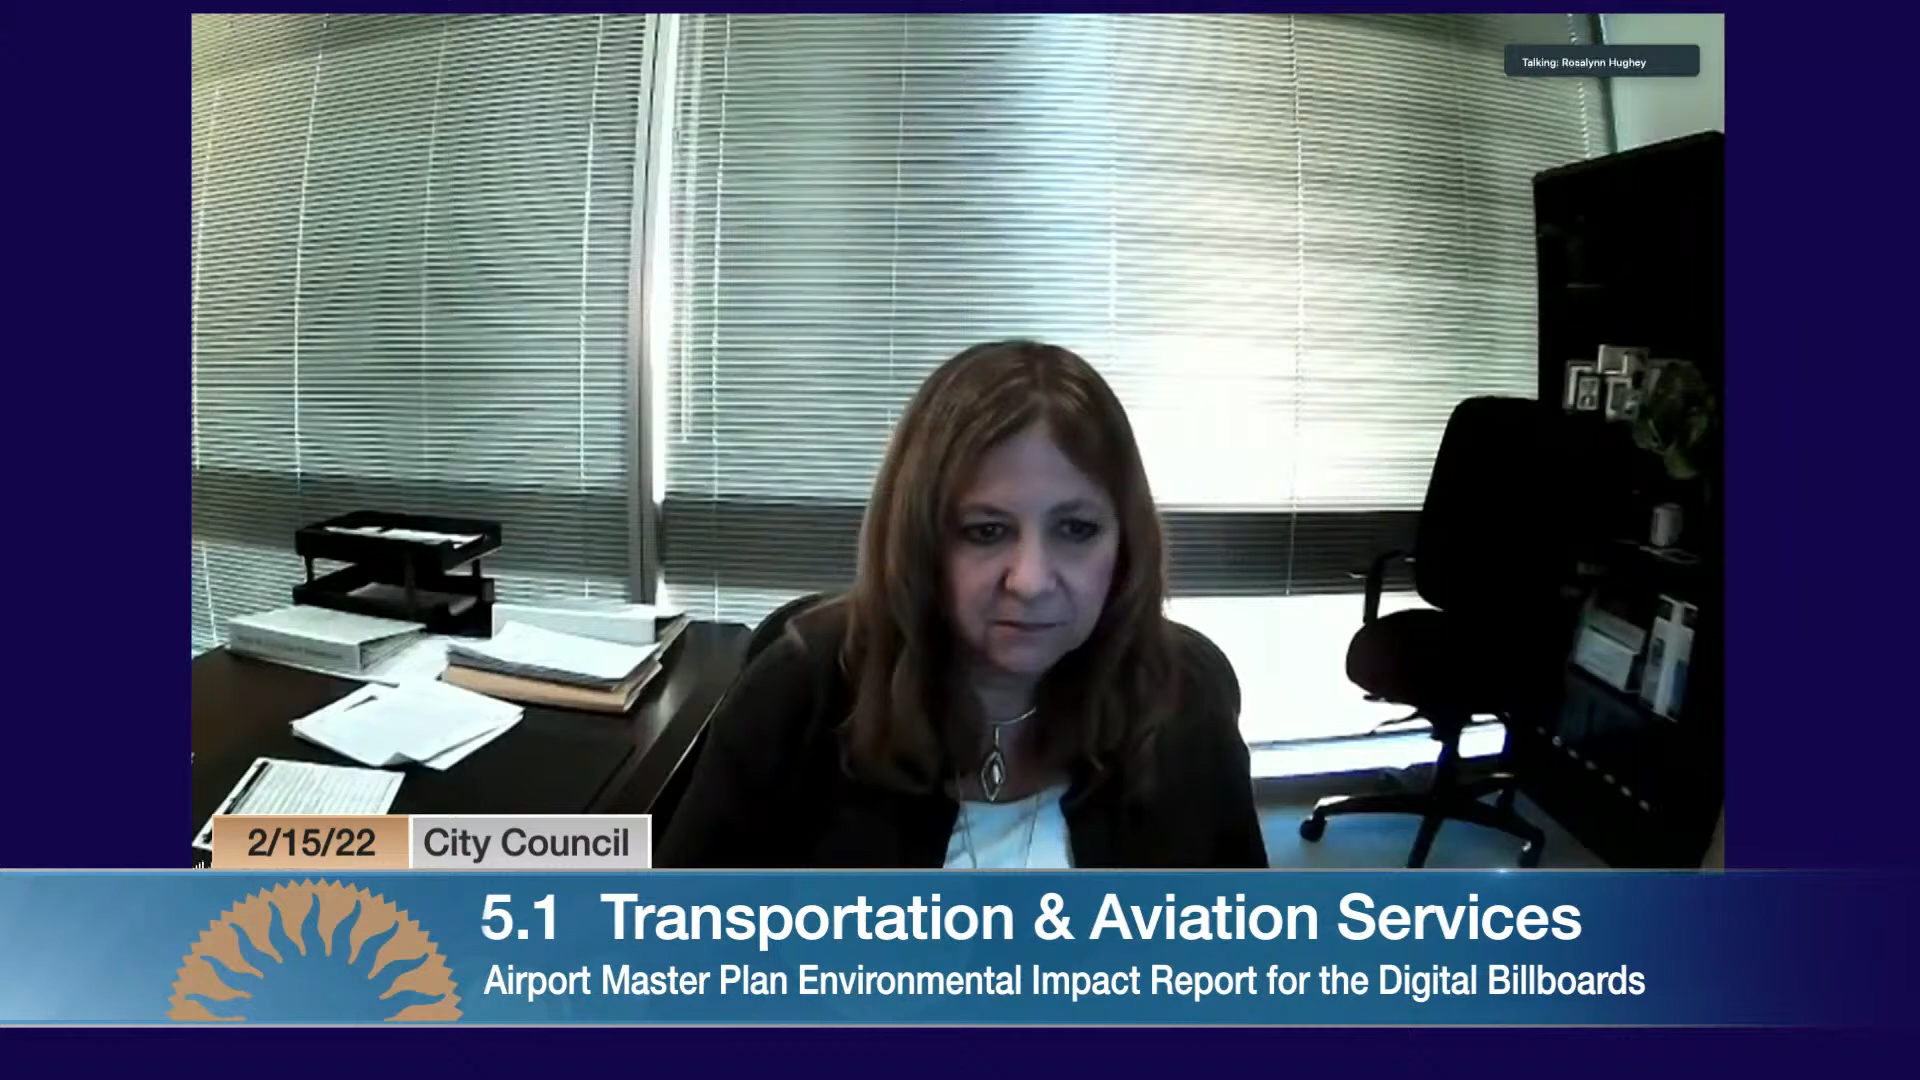 Talking: Rosalynn Hughey
2/15/22 City Council
5.1 Transportation & Aviation Services
Airport Master Plan Environmental Impact Report for the Digital Billboards